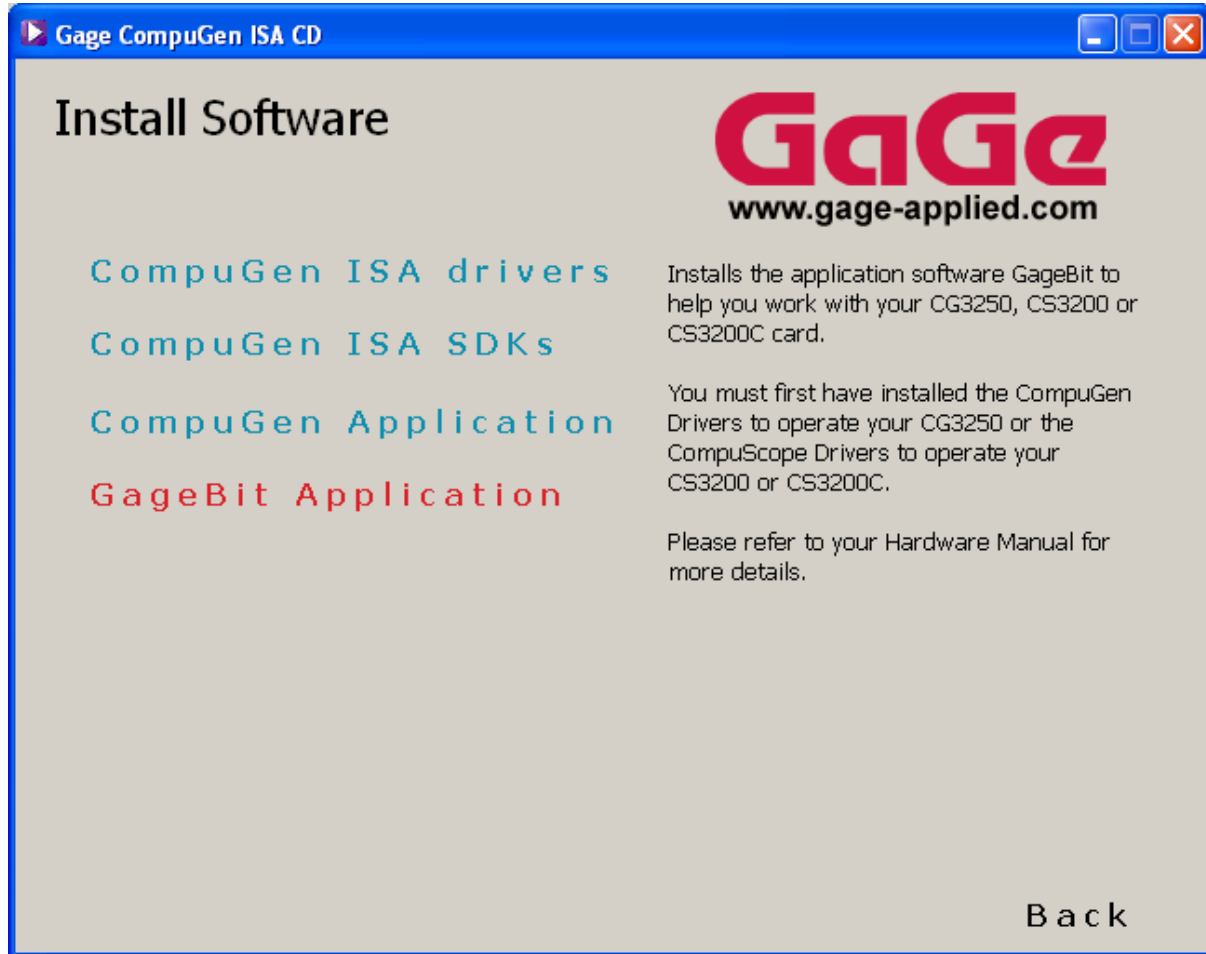 Gage CompuGen ISA CD
Install Software
GaGe
www.gage-applied.com
CompuGen ISA drivers
CompuGen ISA SDKs
CompuGen Application
GageBit Application
Installs the application software GageBit to
help you work with your CG3250, CS3200 or
CS3200C card.
You must first have installed the CompuGen
Drivers to operate your CG3250 or the
CompuScope Drivers to operate your
CS3200 or CS3200C.
Please refer to your Hardware Manual for
more details.
Back